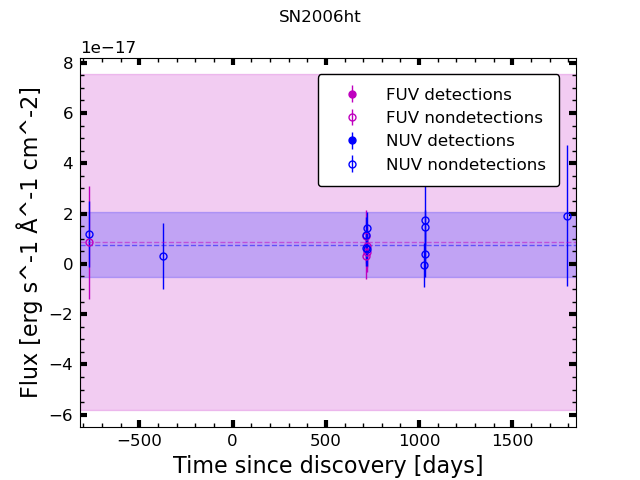 SN2006ht
1e−17
8
6
4
2
0
−2
−4
−6
Flux [erg s^-1 Å^-1 cm^-2]
FUV detections
FUV nondetections
NUV detections
NUV nondetections
−500 0 500 1000 1500
Time since discovery [days]